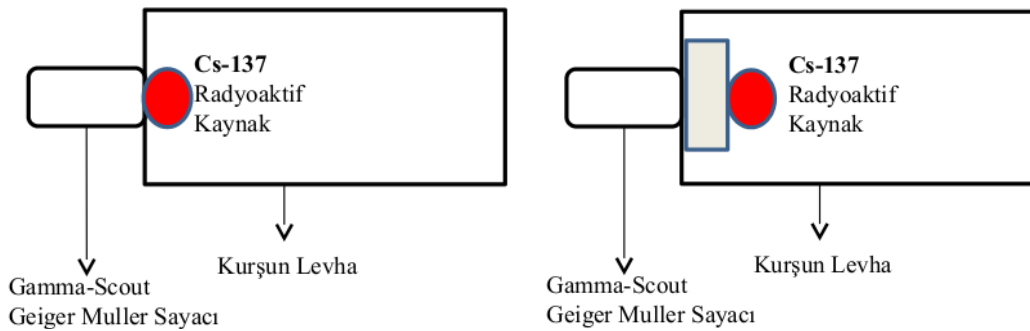 Cs-137
Radyoaktif
Kaynak
Kurşun Levha
Gamma-Scout
Geiger Muller Sayacı
Cs-137
Radyoaktif
Kaynak
Kurşun Levha
Gamma-Scout
Geiger Muller Sayacı